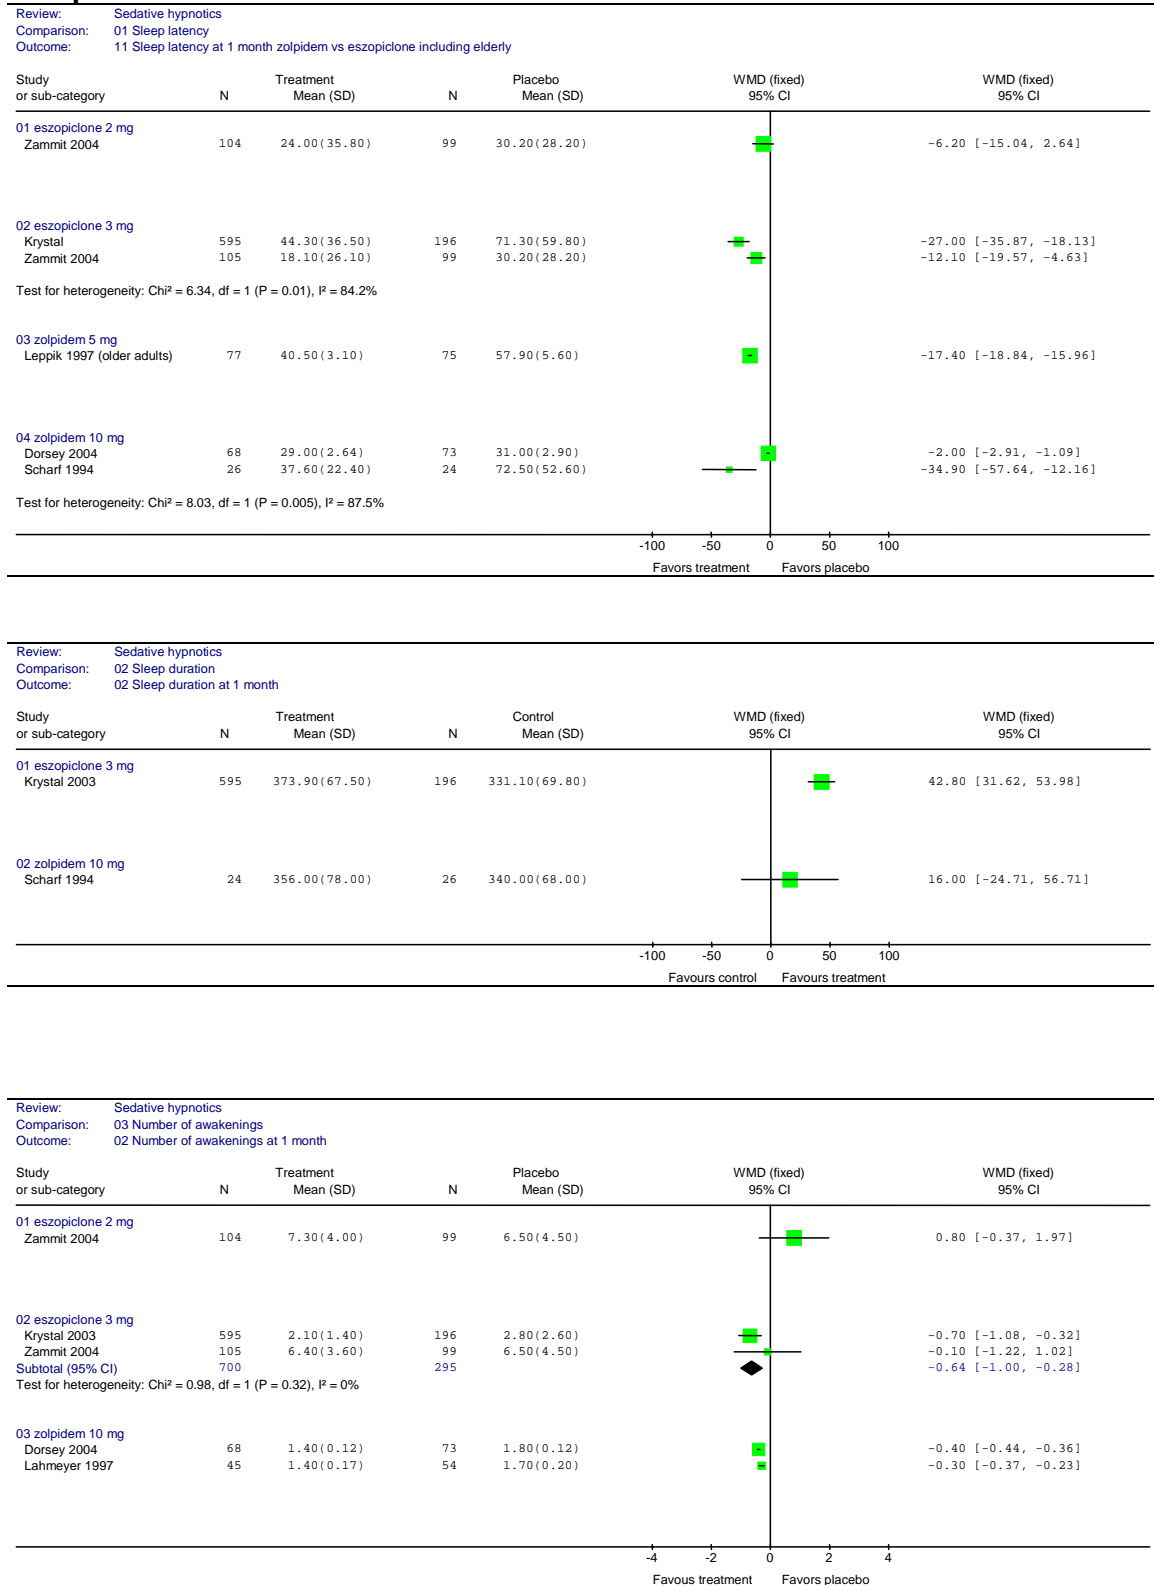 Review: Sedative hypnotics
Comparison: 01 Sleep latency
Outcome: 11 Sleep latency at 1 month zolpidem vs eszopiclone including elderly
Study Treatment Placebo WMD (fixed) WMD (fixed)
or sub-category N Mean (SD) N Mean (SD) 95% CI 95% CI
01 eszopiclone 2 mg
Zammit 2004 104 24.00(35.80) 99 30.20(28.20) -6.20 [-15.04, 2.64]
02 eszopiclone 3 mg
Krystal 595 44.30(36.50) 196 71.30(59.80) -27.00 [-35.87, -18.13]
Zammit 2004 105 18.10(26.10) 99 30.20(28.20) -12.10 [-19.57, -4.63]
Test for heterogeneity: Chi² = 6.34, df = 1 (P = 0.01), I² = 84.2%
03 zolpidem 5 mg
Leppik 1997 (older adults) 77 40.50(3.10) 75 57.90(5.60) -17.40 [-18.84, -15.96]
04 zolpidem 10 mg
Dorsey 2004 68 29.00(2.64) 73 31.00(2.90) -2.00 [-2.91, -1.09]
Scharf 1994 26 37.60(22.40) 24 72.50(52.60) -34.90 [-57.64, -12.16]
Test for heterogeneity: Chi² = 8.03, df = 1 (P = 0.005), I² = 87.5%
-100 -50 0 50 100
Favors treatment Favors placebo
Review: Sedative hypnotics
Comparison: 02 Sleep duration
Outcome: 02 Sleep duration at 1 month
Study Treatment Control WMD (fixed) WMD (fixed)
or sub-category N Mean (SD) N Mean (SD) 95% CI 95% CI
01 eszopiclone 3 mg
Krystal 2003 595 373.90(67.50) 196 331.10(69.80) 42.80 [31.62, 53.98]
02 zolpidem 10 mg
Scharf 1994 24 356.00(78.00) 26 340.00(68.00) 16.00 [-24.71, 56.71]
-100 -50 0 50 100
Favours control Favours treatment
Review: Sedative hypnotics
Comparison: 03 Number of awakenings
Outcome: 02 Number of awakenings at 1 month
Study Treatment Placebo WMD (fixed) WMD (fixed)
or sub-category N Mean (SD) N Mean (SD) 95% CI 95% CI
01 eszopiclone 2 mg
Zammit 2004 104 7.30(4.00) 99 6.50(4.50) 0.80 [-0.37, 1.97]
02 eszopiclone 3 mg
Krystal 2003 595 2.10(1.40) 196 2.80(2.60) -0.70 [-1.08, -0.32]
Zammit 2004 105 6.40(3.60) 99 6.50(4.50) -0.10 [-1.22, 1.02]
Subtotal (95% CI) 700 295 -0.64 [-1.00, -0.28]
Test for heterogeneity: Chi² = 0.98, df = 1 (P = 0.32), I² = 0%
03 zolpidem 10 mg
Dorsey 2004 68 1.40(0.12) 73 1.80(0.12) -0.40 [-0.44, -0.36]
Lahmeyer 1997 45 1.40(0.17) 54 1.70(0.20) -0.30 [-0.37, -0.23]
-4 -2 0 2 4
Favous treatment Favors placebo